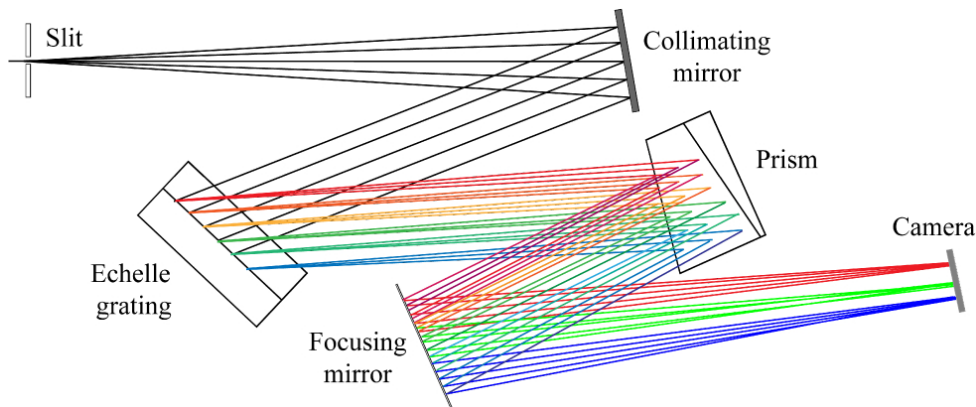 Slit
Collimating
mirror
Prism
Camera
Echelle
grating
Focusing
mirror